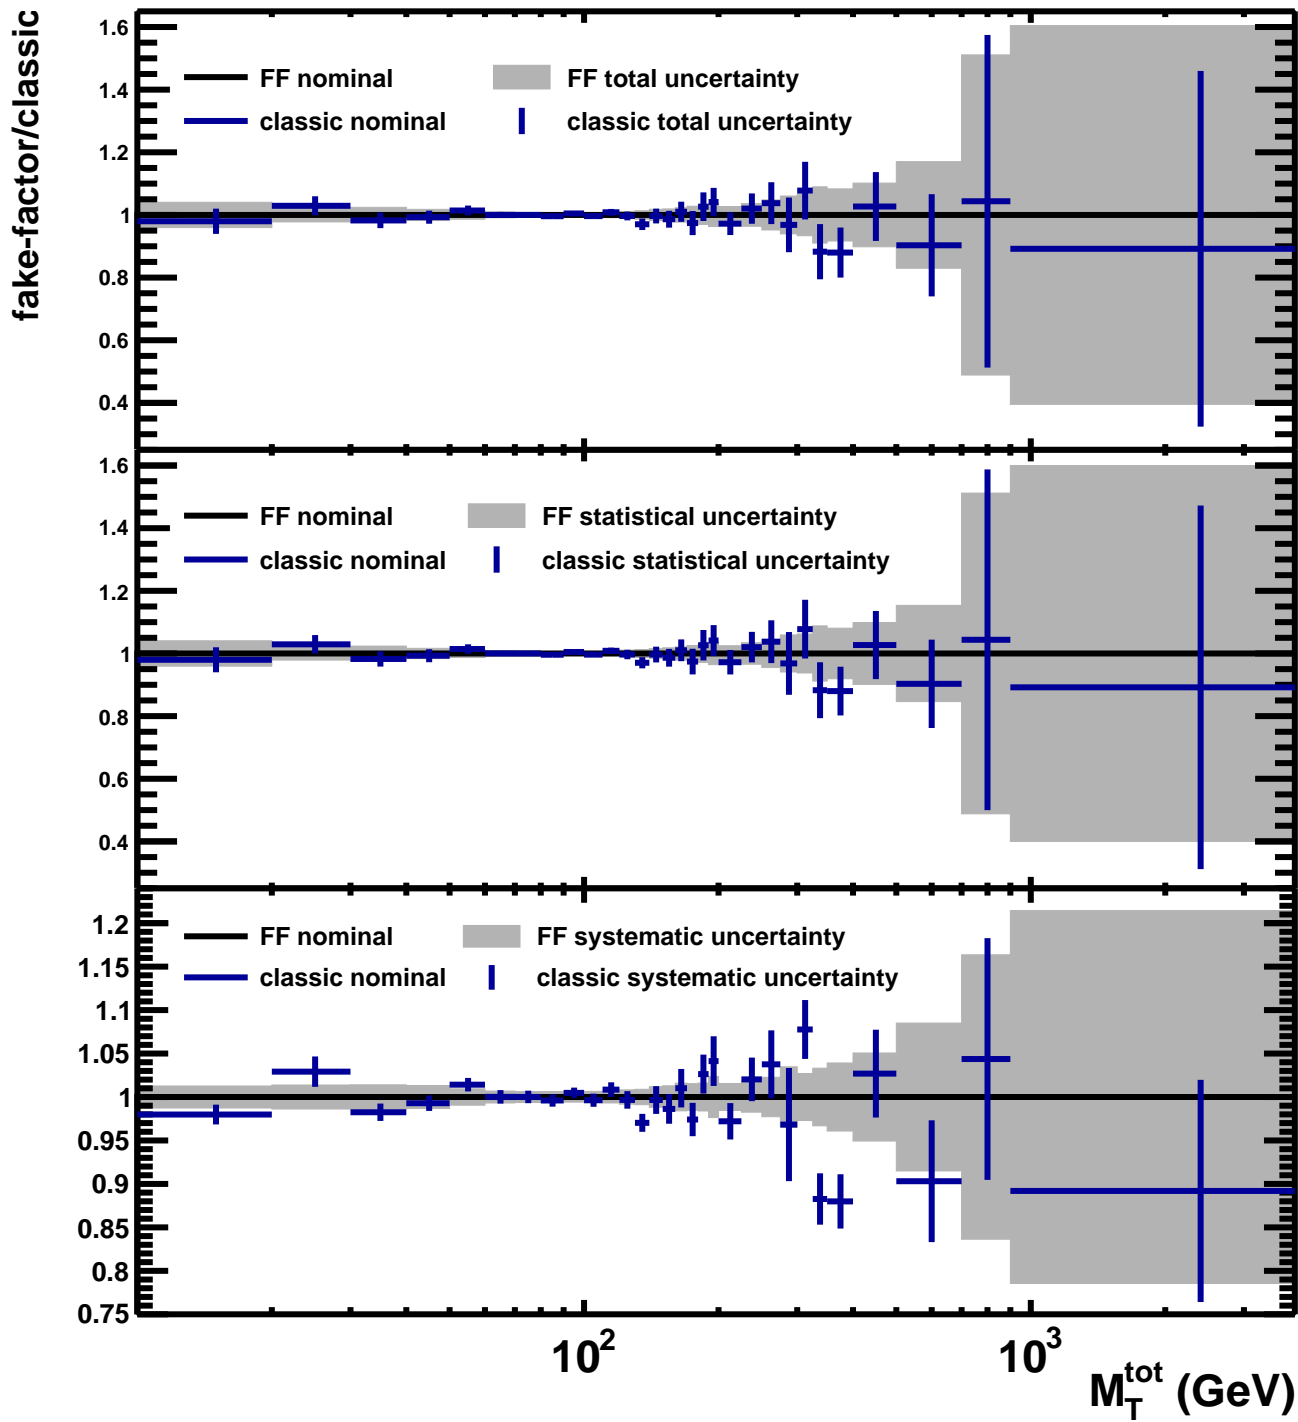 fake-factor/classic
1.6
1.4
1.2
1
0.8
0.6
0.4
FF nominal
FF total uncertainty
classic nominal
classic total uncertainty
1.6
1.4
1.2
1
0.8
0.6
0.4
FF nominal
FF statistical uncertainty
classic nominal
classic statistical uncertainty
1.2
1.15
1.1
1.05
1
0.95
0.9
0.85
0.8
0.75
FF nominal
FF systematic uncertainty
classic nominal
classic systematic uncertainty
10² 10³
M_T^tot (GeV)